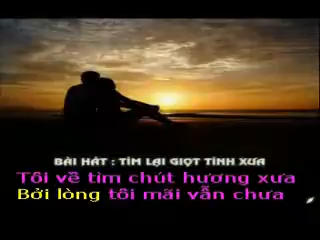 BÀI HÁT : TÌM LẠI GIỌT TÌNH XƯA
Tôi về tìm chút hương xưa
Bởi lòng tôi mãi vẫn chưa